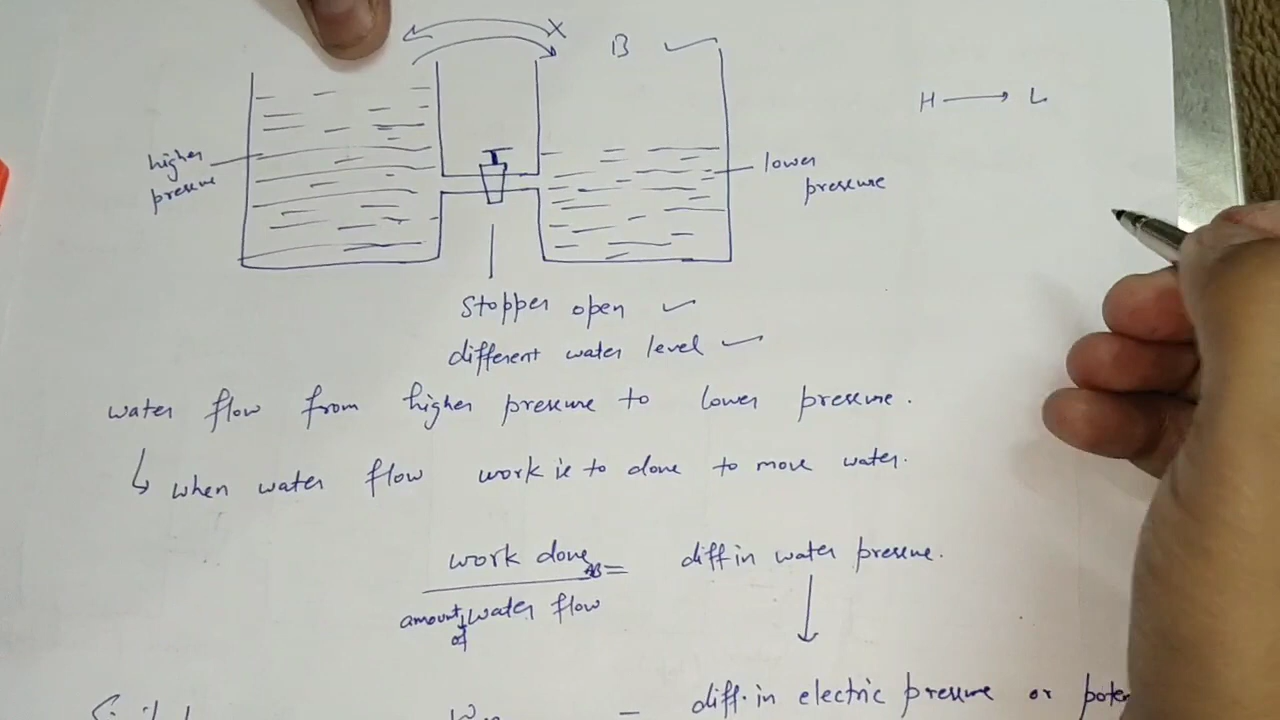 X
B
H → L
higher
pressure
lower
pressure
Stopper open
different water level
water flow from higher pressure to lower pressure.
when water flow work is to done to move water.
work done AB = diff in water pressure.
amount of water flow
diff. in electric pressure or